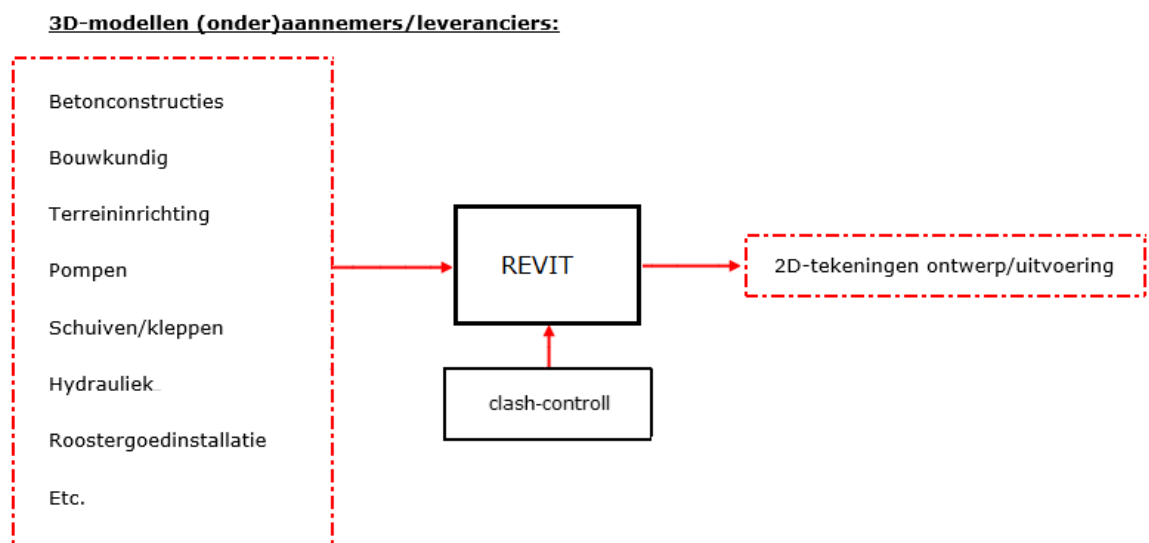 3D-modellen (onder)aannemers/leveranciers:
Betonconstructies
Bouwkundig
Terreininrichting
Pompen
Schuiven/kleppen
Hydrauliek
Roostergoedinstallatie
Etc.
REVIT
clash-controll
2D-tekeningen ontwerp/uitvoering